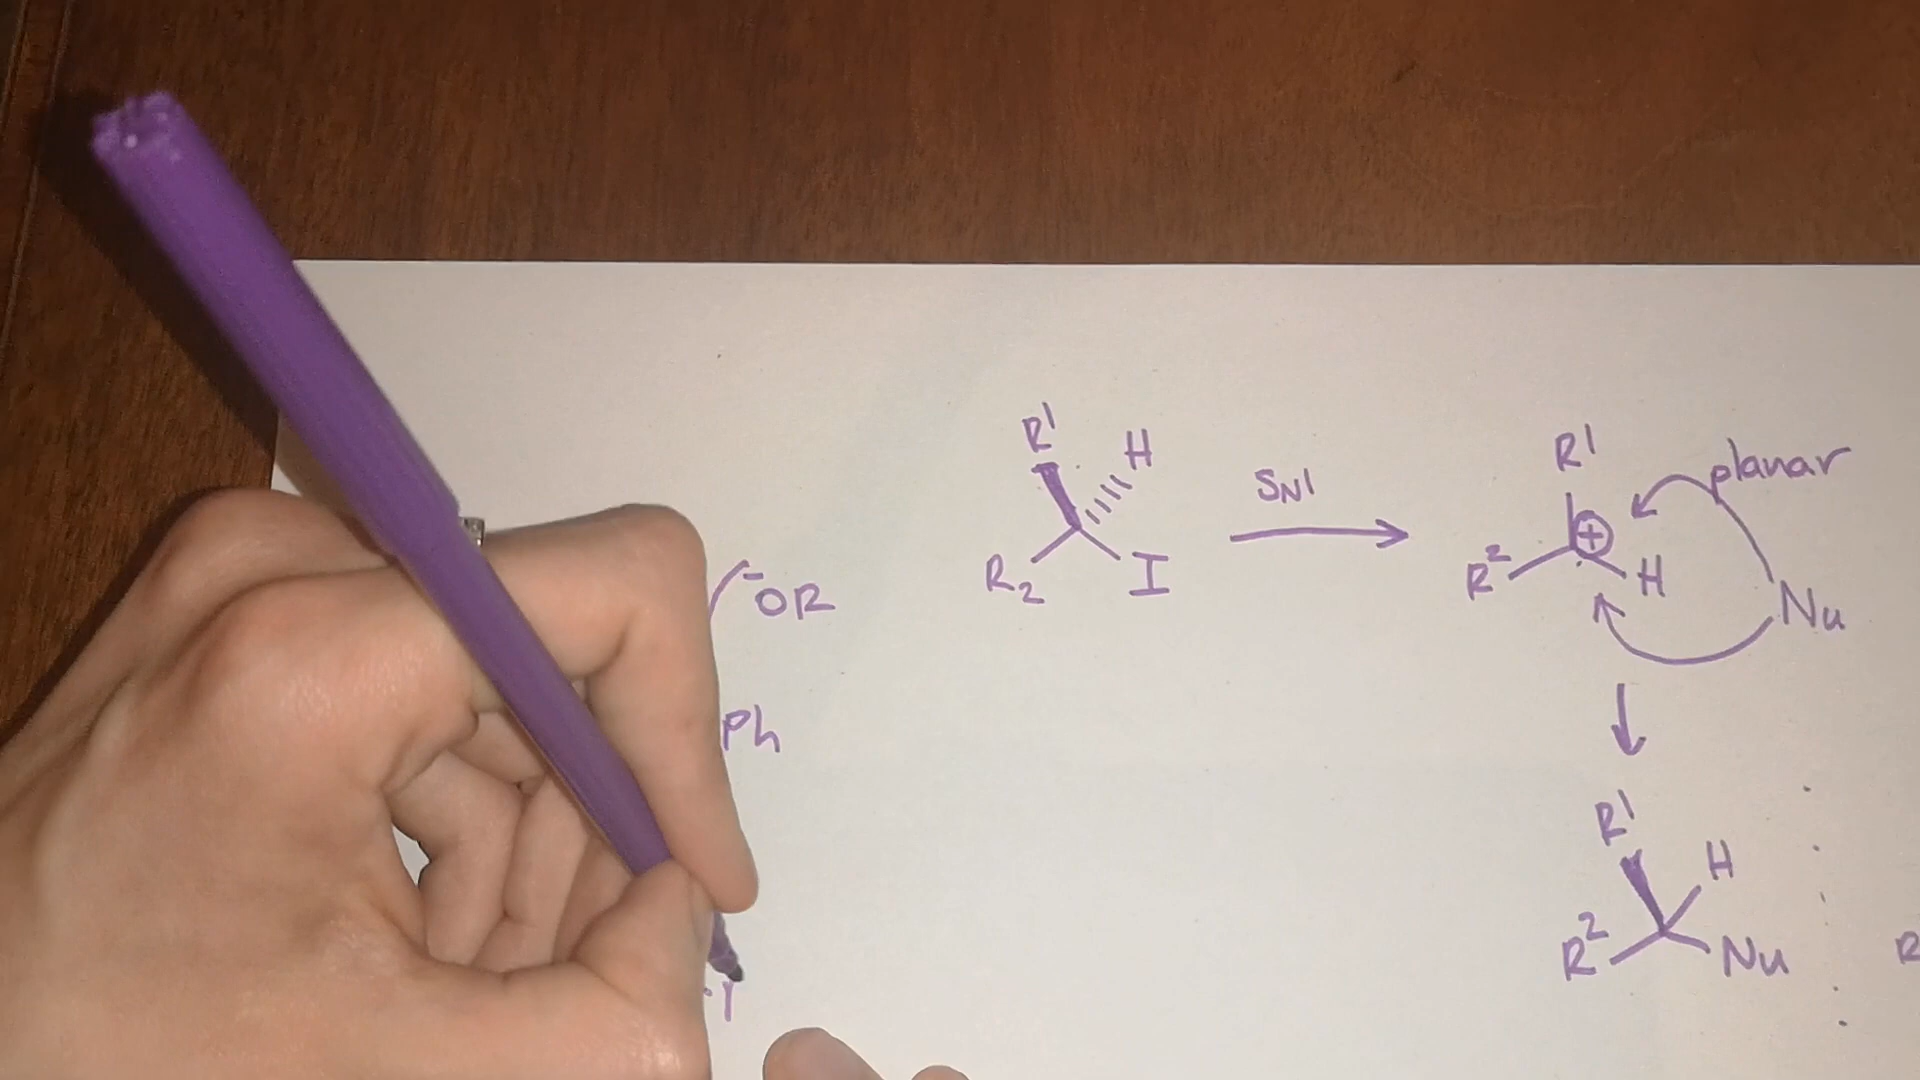 R¹ H
R₂ I
SN1
R¹
planar
R² ⊕ H
Nu
⁻OR
Ph
R¹ H
R² Nu
R